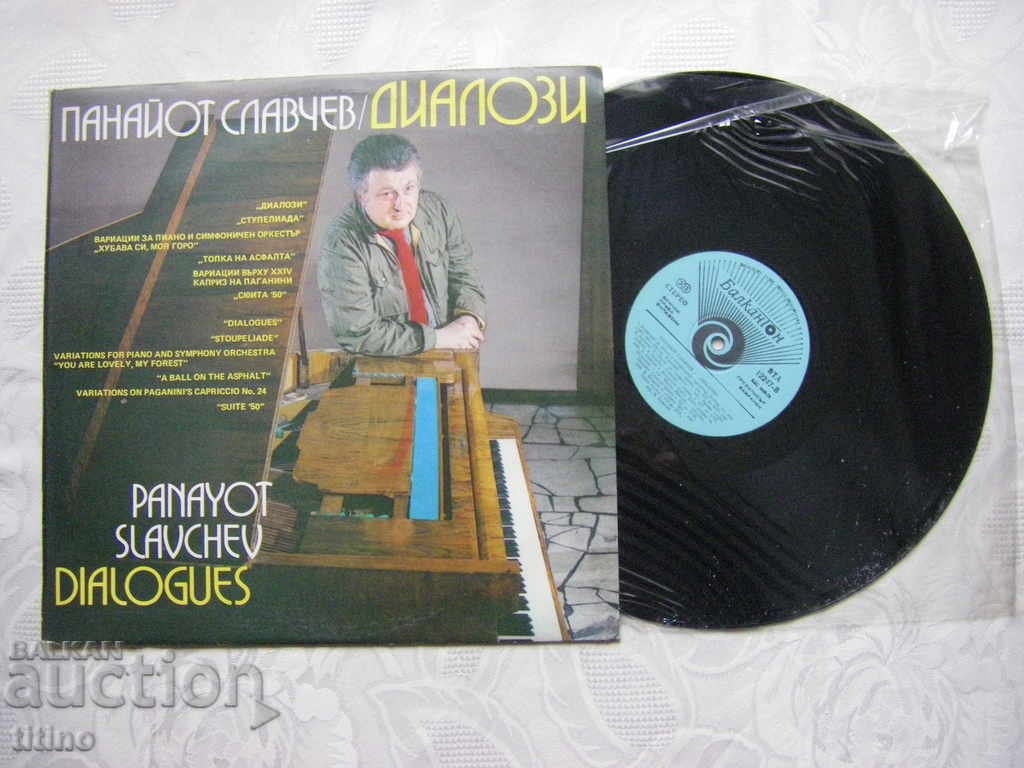 ПАНАЙОТ СЛАВЧЕВ/ДИАЛОЗИ
„ДИАЛОЗИ"
„СТУПЕЛИАДА"
ВАРИАЦИИ ЗА ПИАНО И СИМФОНИЧЕН ОРКЕСТЪР
„ХУБАВА СИ, МОЯ ГОРО"
„ТОПКА НА АСФАЛТА"
ВАРИАЦИИ ВЪРХУ XXIV
КАПРИЗ НА ПАГАНИНИ
„СЮИТА '50"
"DIALOGUES"
"STOUPELIADE"
VARIATIONS FOR PIANO AND SYMPHONY ORCHESTRA
"YOU ARE LOVELY, MY FOREST"
"A BALL ON THE ASPHALT"
VARIATIONS ON PAGANINI'S CAPRICCIO No. 24
"SUITE '50"
PANAYOT
SLAVCHEV
DIALOGUES
Балкантон
СТЕРЕО
ВТА
12217-В
BALKAN
auction
titino